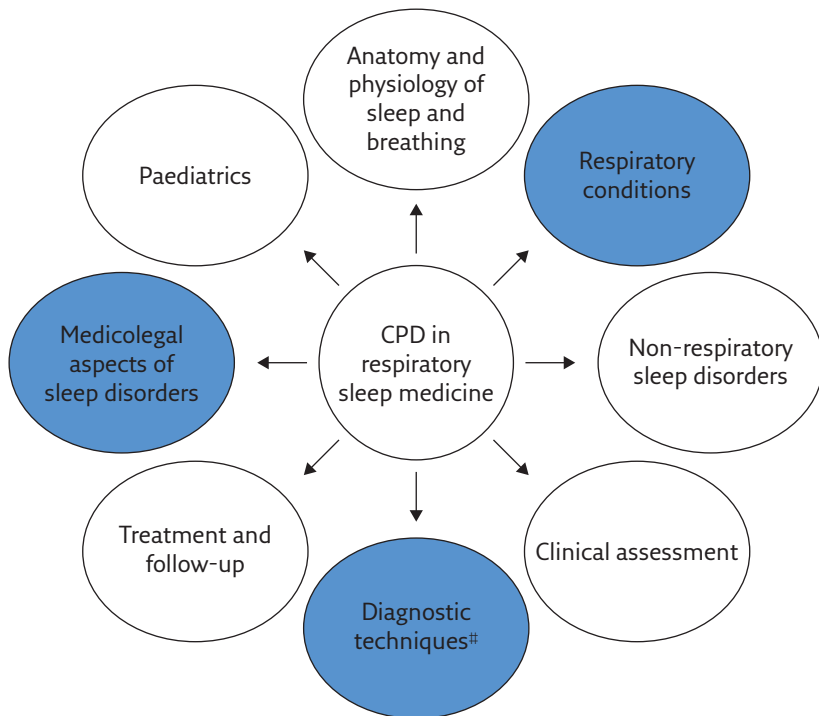 Anatomy and
physiology of
sleep and
breathing
Respiratory
conditions
Paediatrics
Medicolegal
aspects of
sleep disorders
CPD in
respiratory
sleep medicine
Non-respiratory
sleep disorders
Treatment and
follow-up
Clinical assessment
Diagnostic
techniques#